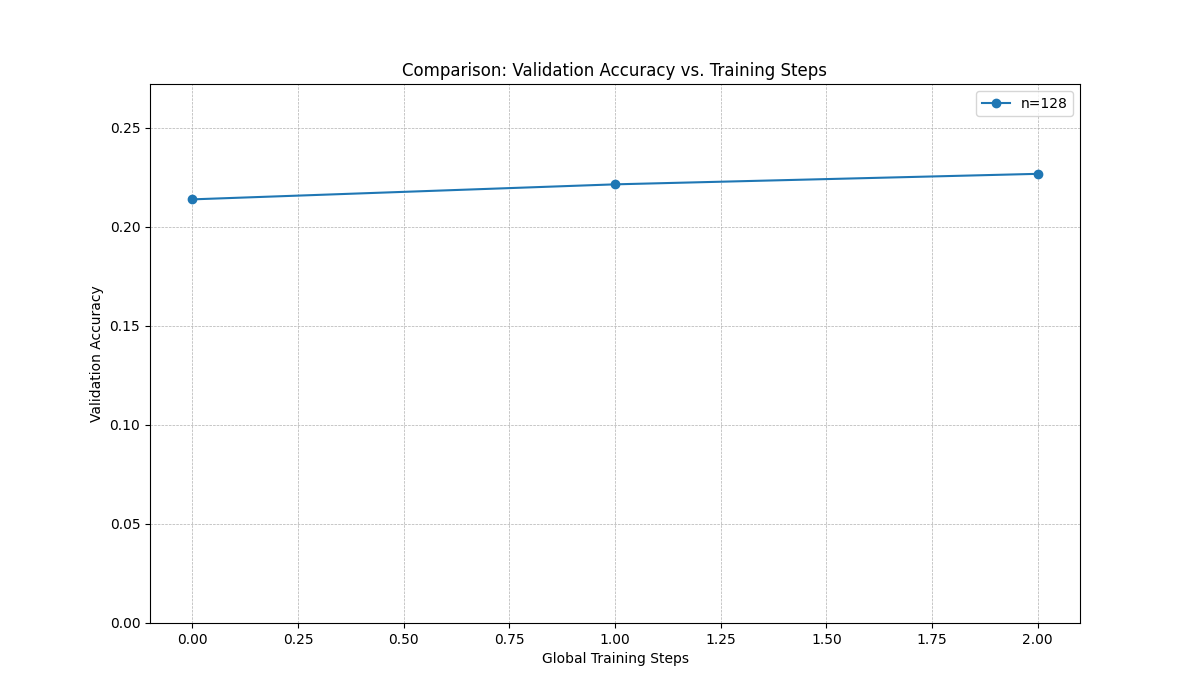 Comparison: Validation Accuracy vs. Training Steps
n=128
0.25
0.20
0.15
0.10
0.05
0.00
Validation Accuracy
0.00 0.25 0.50 0.75 1.00 1.25 1.50 1.75 2.00
Global Training Steps